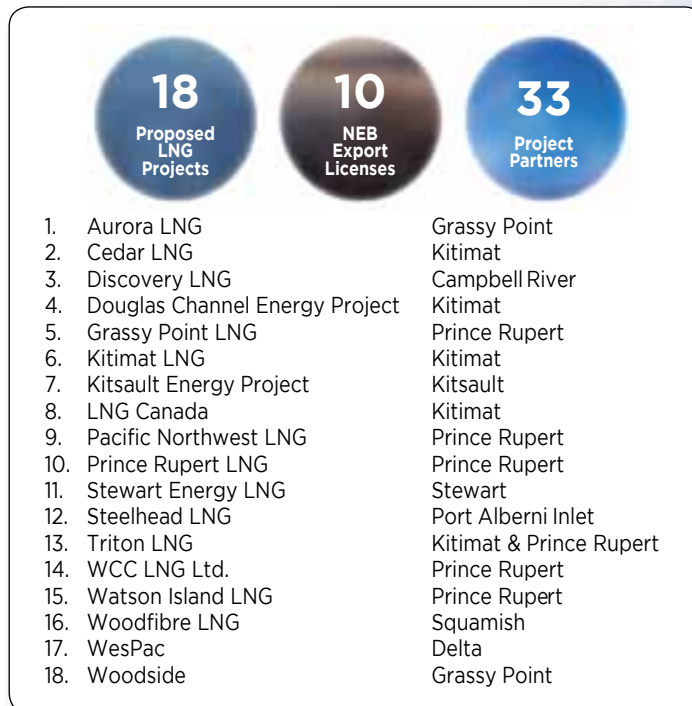 18
Proposed
LNG
Projects
10
NEB
Export
Licenses
33
Project
Partners
1. Aurora LNG Grassy Point
2. Cedar LNG Kitimat
3. Discovery LNG Campbell River
4. Douglas Channel Energy Project Kitimat
5. Grassy Point LNG Prince Rupert
6. Kitimat LNG Kitimat
7. Kitsault Energy Project Kitsault
8. LNG Canada Kitimat
9. Pacific Northwest LNG Prince Rupert
10. Prince Rupert LNG Prince Rupert
11. Stewart Energy LNG Stewart
12. Steelhead LNG Port Alberni Inlet
13. Triton LNG Kitimat & Prince Rupert
14. WCC LNG Ltd. Prince Rupert
15. Watson Island LNG Prince Rupert
16. Woodfibre LNG Squamish
17. WesPac Delta
18. Woodside Grassy Point